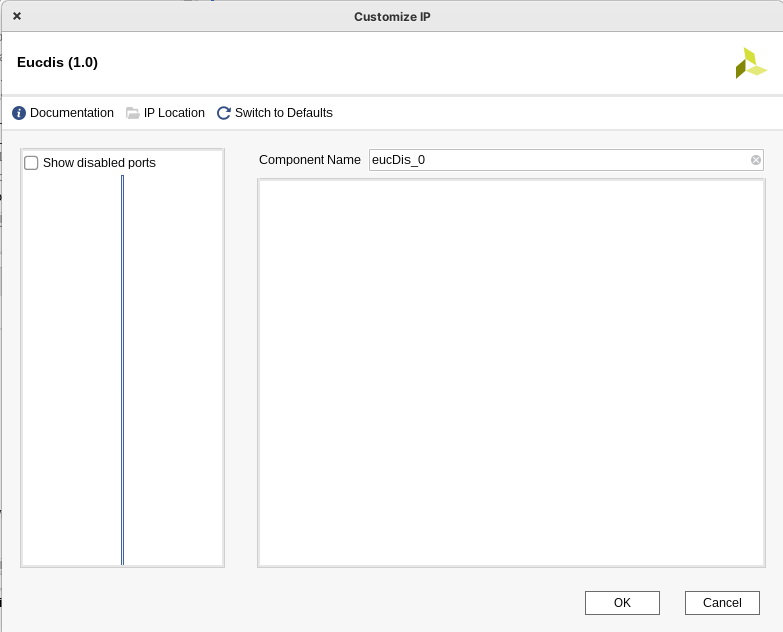 Customize IP
Eucdis (1.0)
Documentation IP Location Switch to Defaults
Show disabled ports
Component Name eucDis_0
OK Cancel